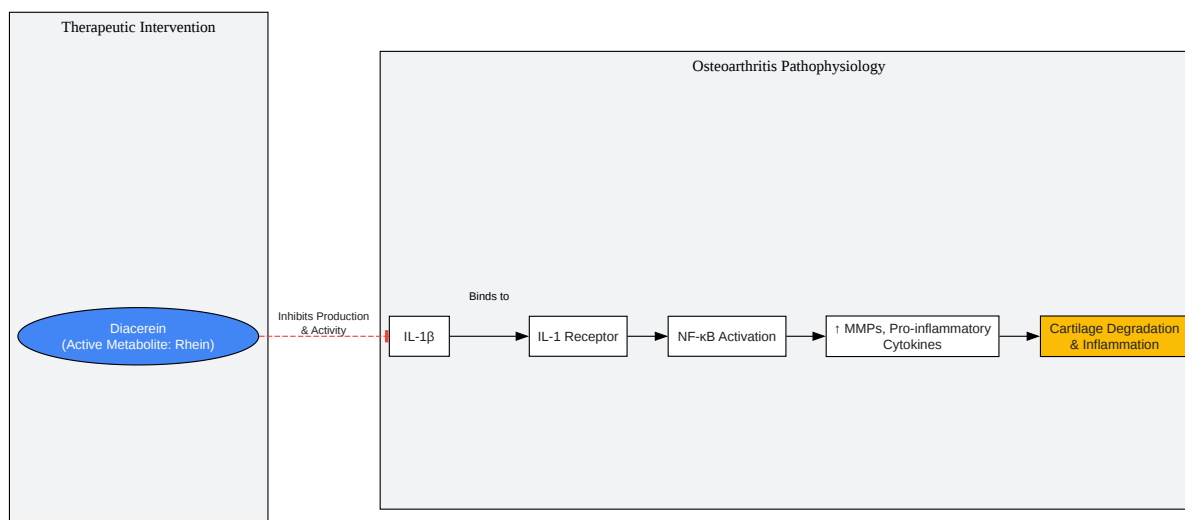 Therapeutic Intervention
Osteoarthritis Pathophysiology
Diacerein
(Active Metabolite: Rhein)
Inhibits Production
& Activity
IL-1β
Binds to
IL-1 Receptor
NF-κB Activation
↑ MMPs, Pro-inflammatory
Cytokines
Cartilage Degradation
& Inflammation